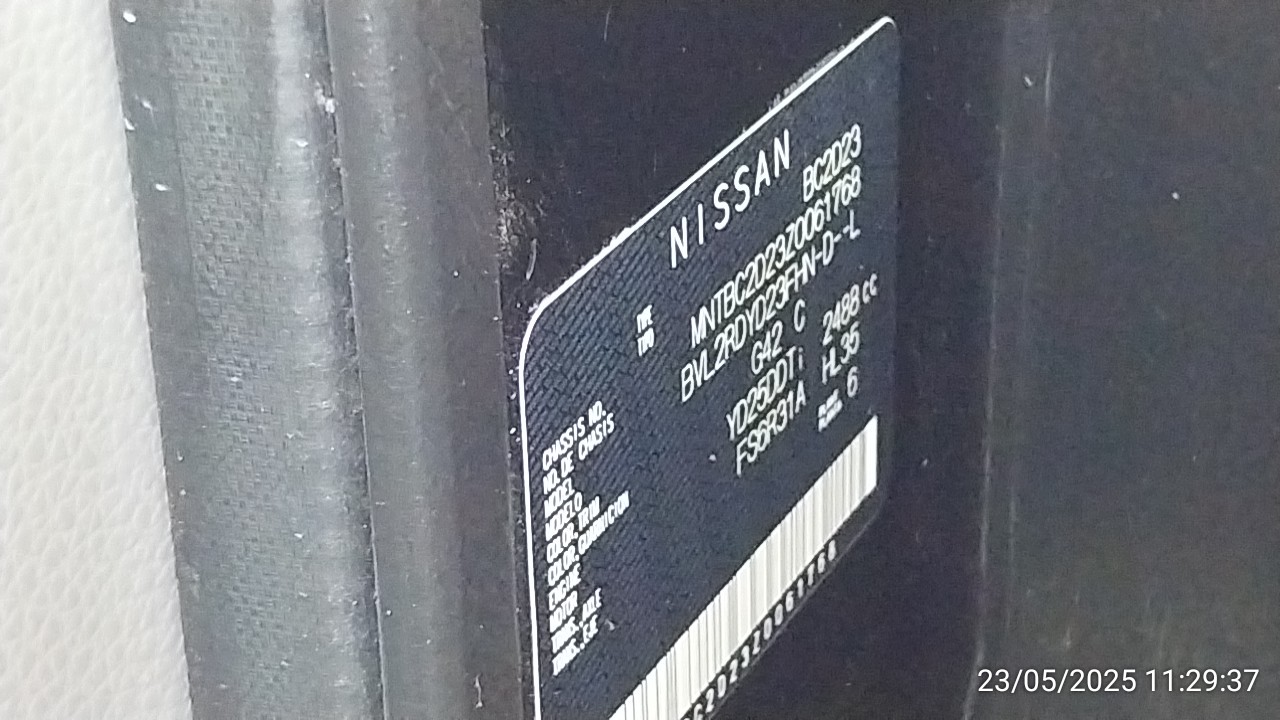 NISSAN
TYPE BC2D23
TIPO
CHASSIS NO. MNTBC2D23Z0061768
NO. DE CHASIS
MODEL BVL2RDYD23FHN-D--L
MODELO
COLOR,TRIM G42 C
COLOR,GUARNICION
ENGINE YD25DDTi 2488 cc
MOTOR
TRANS.,AXLE FS6R31A HL35
TRANS.,EJE
6
C2D23Z0061768
23/05/2025 11:29:37